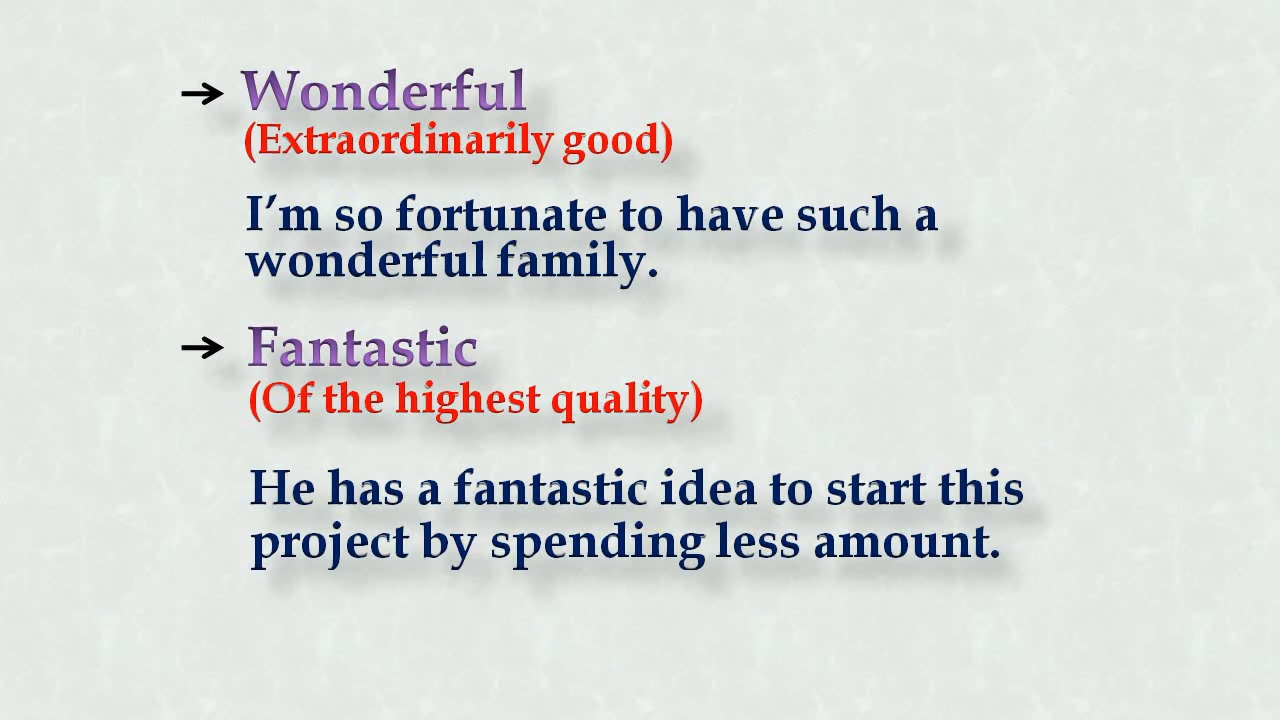 → Wonderful
(Extraordinarily good)
I’m so fortunate to have such a
wonderful family.
→ Fantastic
(Of the highest quality)
He has a fantastic idea to start this
project by spending less amount.